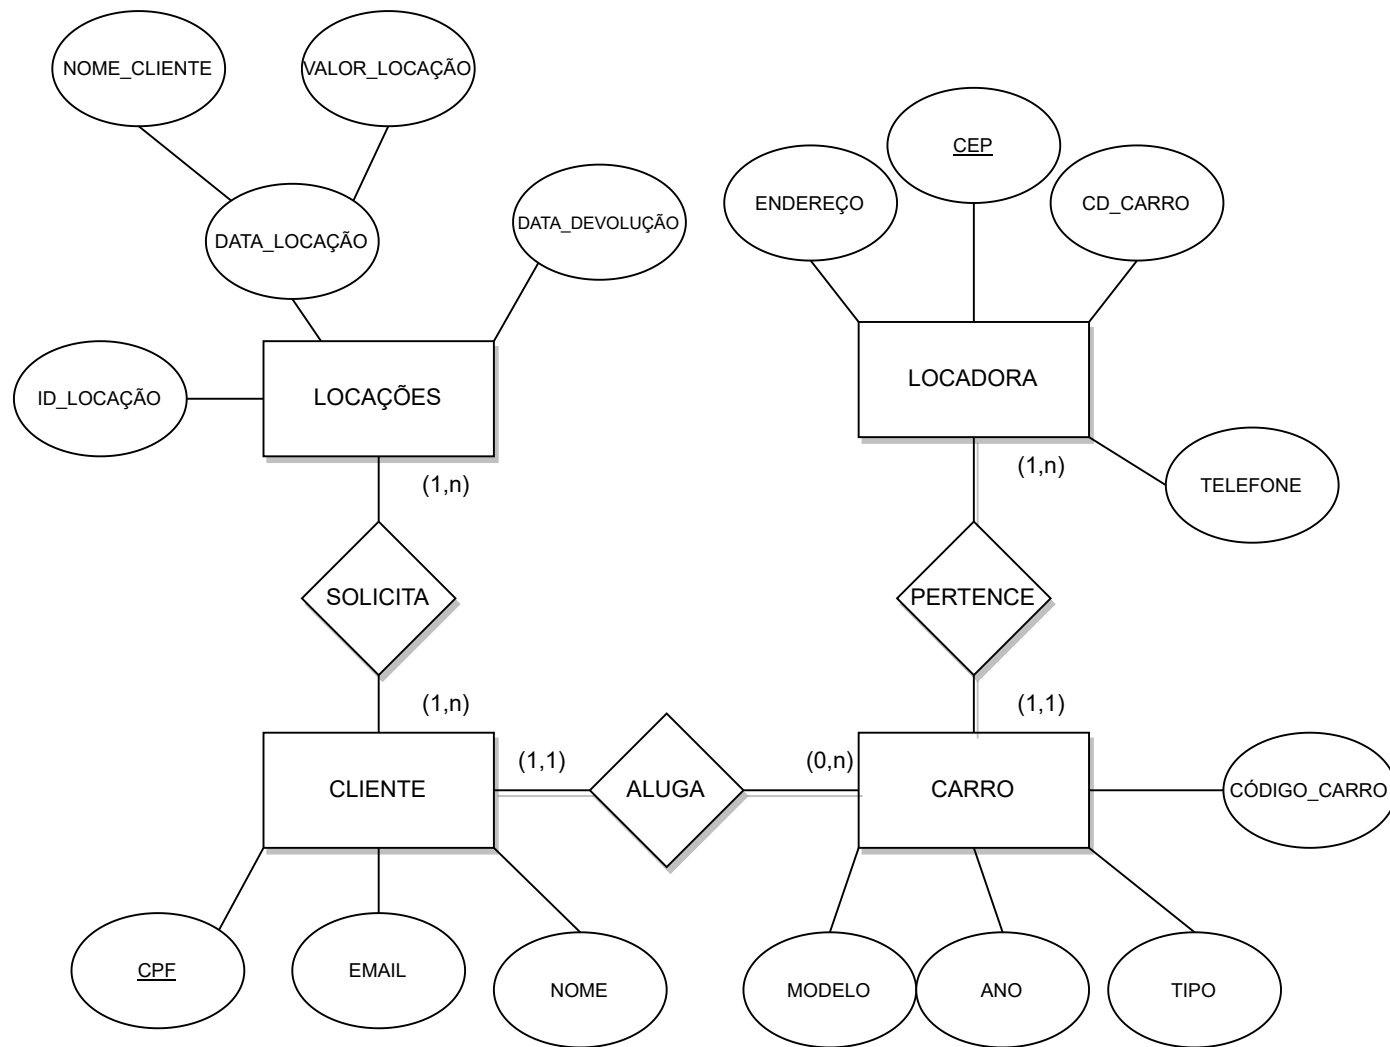 NOME_CLIENTE
VALOR_LOCAÇÃO
CEP
ENDEREÇO
CD_CARRO
DATA_LOCAÇÃO
DATA_DEVOLUÇÃO
LOCADORA
ID_LOCAÇÃO
LOCAÇÕES
(1,n)
(1,n)
TELEFONE
SOLICITA
PERTENCE
(1,n)
(1,1)
(1,1)
(0,n)
CLIENTE
ALUGA
CARRO
CÓDIGO_CARRO
CPF
EMAIL
NOME
MODELO
ANO
TIPO